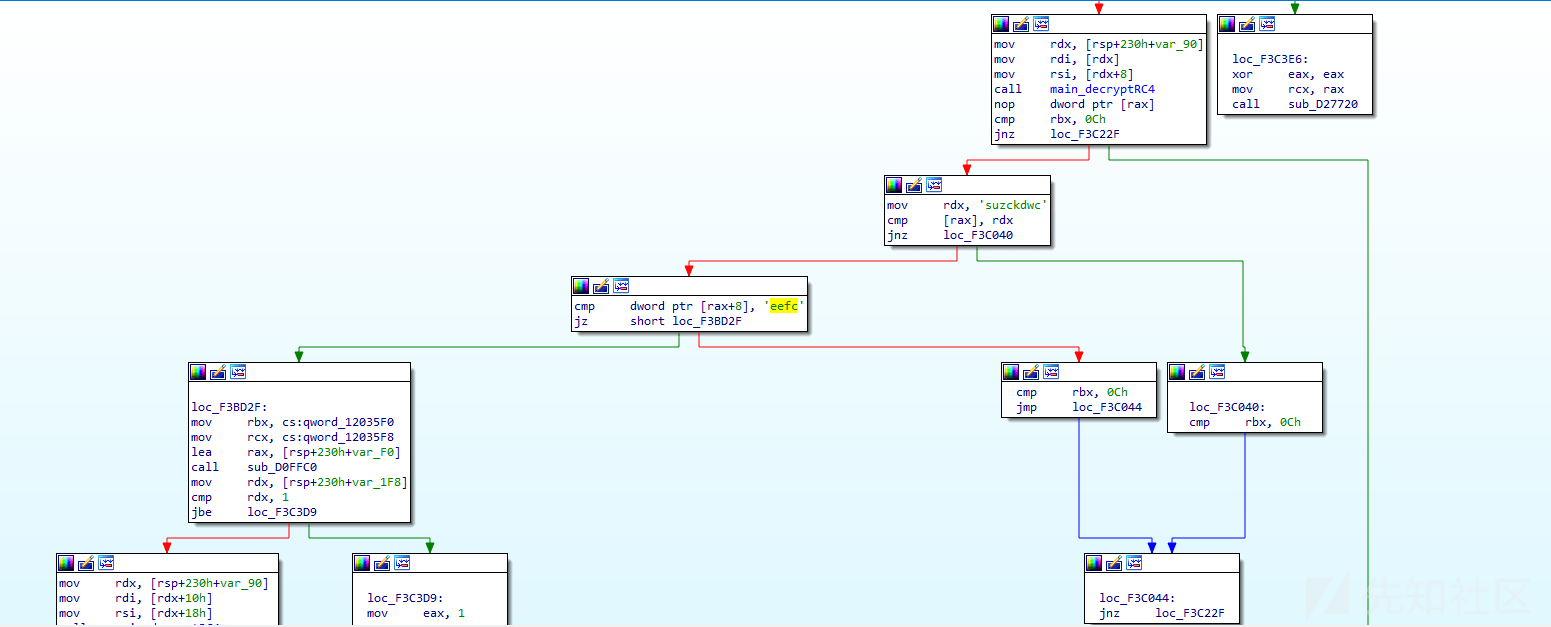 mov rdx, [rsp+230h+var_90]
mov rdi, [rdx]
mov rsi, [rdx+8]
call main_decryptRC4
nop dword ptr [rax]
cmp rbx, 0Ch
jnz loc_F3C22F
loc_F3C3E6:
xor eax, eax
mov rcx, rax
call sub_D27720
mov rdx, 'suzckdwc'
cmp [rax], rdx
jnz loc_F3C040
cmp dword ptr [rax+8], 'eefc'
jz short loc_F3BD2F
loc_F3BD2F:
mov rbx, cs:qword_12035F0
mov rcx, cs:qword_12035F8
lea rax, [rsp+230h+var_F0]
call sub_D0FFC0
mov rdx, [rsp+230h+var_1F8]
cmp rdx, 1
jbe loc_F3C3D9
cmp rbx, 0Ch
jmp loc_F3C044
loc_F3C040:
cmp rbx, 0Ch
mov rdx, [rsp+230h+var_90]
mov rdi, [rdx+10h]
mov rsi, [rdx+18h]
loc_F3C3D9:
mov eax, 1
loc_F3C044:
jnz loc_F3C22F
先知社区